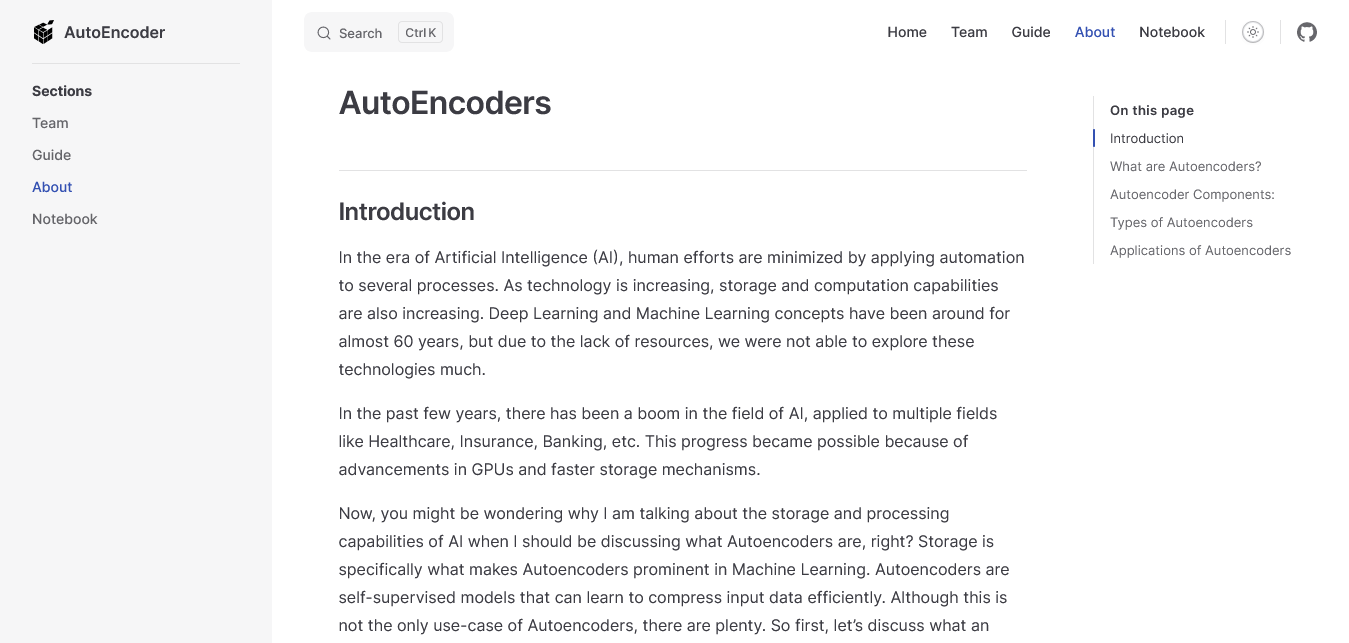 AutoEncoder
Sections
Team
Guide
About
Notebook
Search Ctrl K
Home Team Guide About Notebook
AutoEncoders
Introduction
In the era of Artificial Intelligence (AI), human efforts are minimized by applying automation
to several processes. As technology is increasing, storage and computation capabilities
are also increasing. Deep Learning and Machine Learning concepts have been around for
almost 60 years, but due to the lack of resources, we were not able to explore these
technologies much.
In the past few years, there has been a boom in the field of AI, applied to multiple fields
like Healthcare, Insurance, Banking, etc. This progress became possible because of
advancements in GPUs and faster storage mechanisms.
Now, you might be wondering why I am talking about the storage and processing
capabilities of AI when I should be discussing what Autoencoders are, right? Storage is
specifically what makes Autoencoders prominent in Machine Learning. Autoencoders are
self-supervised models that can learn to compress input data efficiently. Although this is
not the only use-case of Autoencoders, there are plenty. So first, let’s discuss what an
On this page
Introduction
What are Autoencoders?
Autoencoder Components:
Types of Autoencoders
Applications of Autoencoders